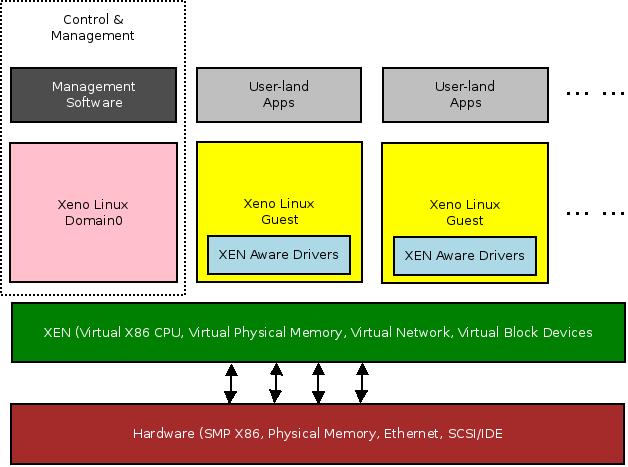 Control &
Management
Management
Software
User-land
Apps
User-land
Apps
... ...
Xeno Linux
Domain0
Xeno Linux
Guest
XEN Aware Drivers
Xeno Linux
Guest
XEN Aware Drivers
... ...
XEN (Virtual X86 CPU, Virtual Physical Memory, Virtual Network, Virtual Block Devices
Hardware (SMP X86, Physical Memory, Ethernet, SCSI/IDE